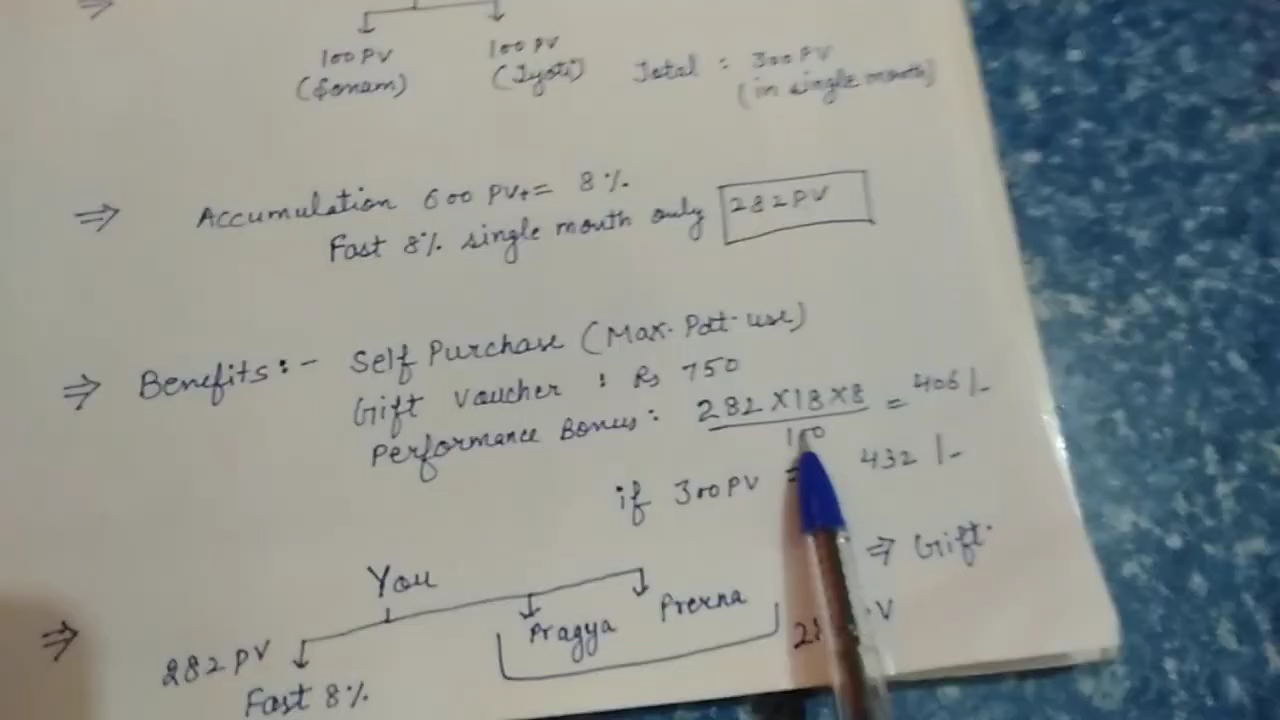 ⇒
100 PV 100 PV
(Sonam) (Jyoti) Total : 300 PV
(in single month)
⇒ Accumulation 600 PV+ = 8%
Fast 8% single month only 282 PV
⇒ Benefits :- Self Purchase (Max. Pdt. use)
Gift Voucher : Rs 750
Performance Bonus : 282 X 18 X 8 = 406/-
100
if 300 PV = 432/-
⇒ Gift.
You
⇒ 282 PV Pragya Prerna
Fast 8%